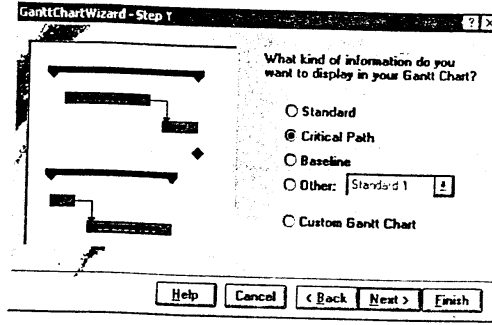 GanttChartWizard - Step 1
What kind of information do you
want to display in your Gantt Chart?
Standard
Critical Path
Baseline
Other: Standard 1
Custom Gantt Chart
Help Cancel < Back Next > Finish